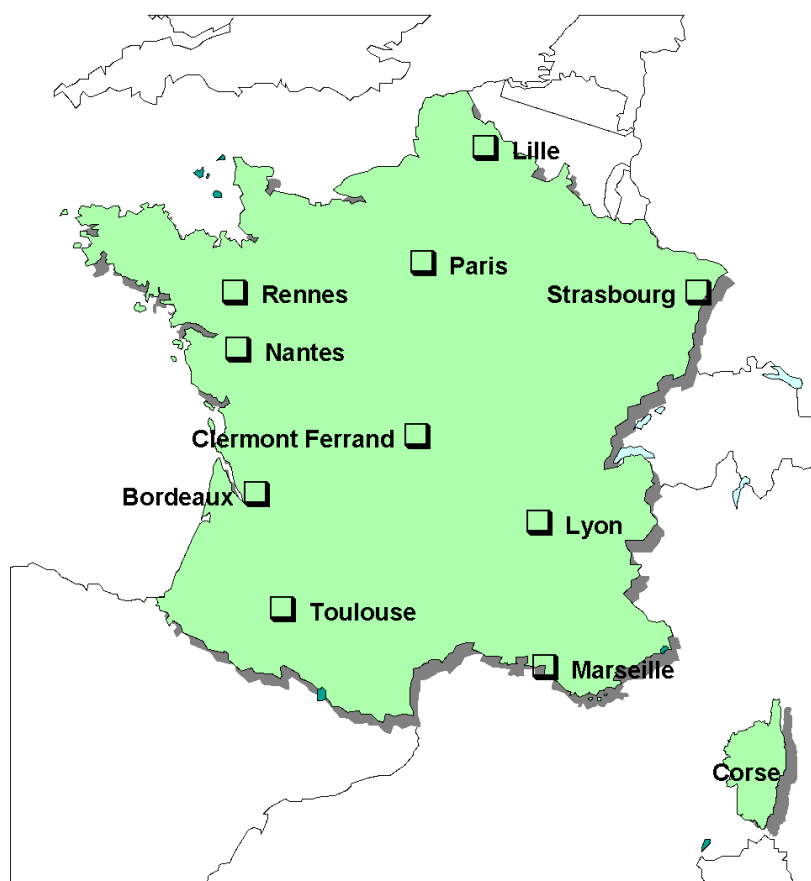 Lille
Paris
Rennes
Strasbourg
Nantes
Clermont Ferrand
Bordeaux
Lyon
Toulouse
Marseille
Corse